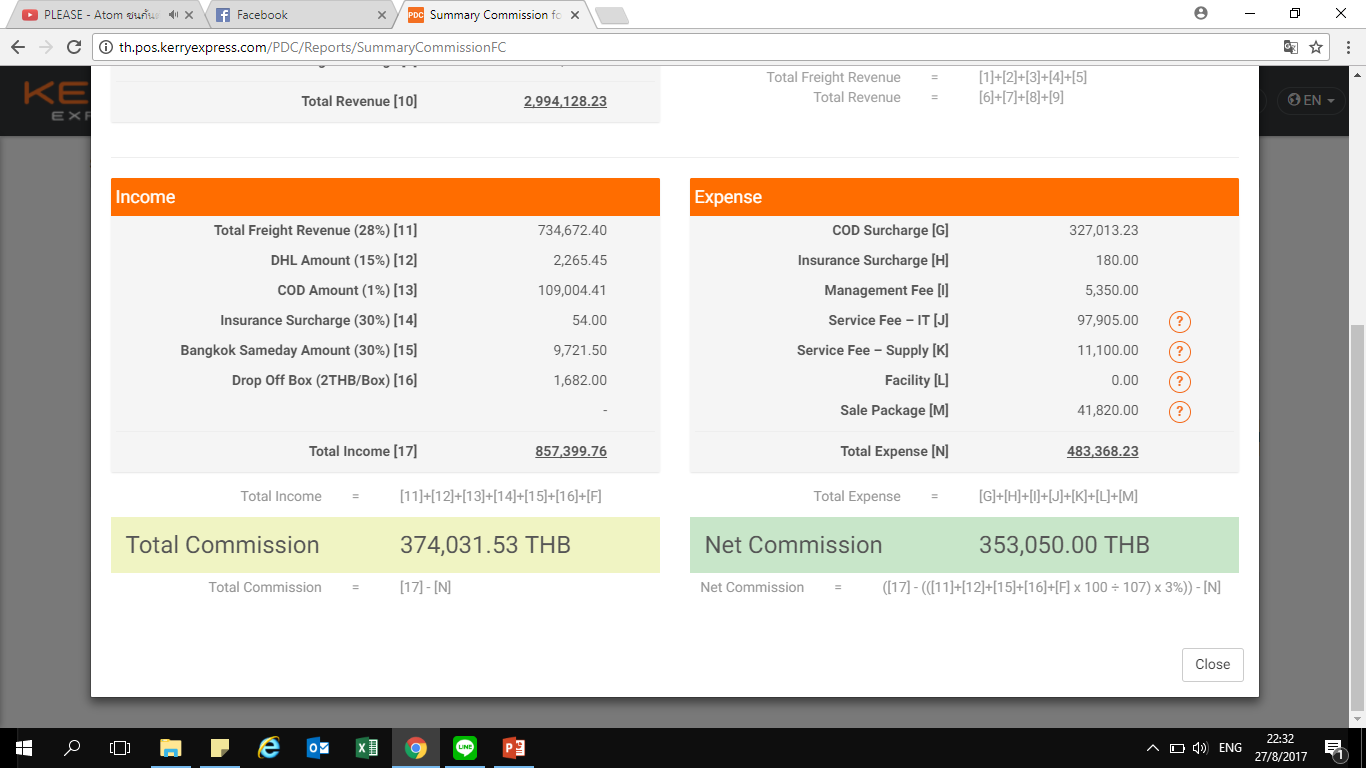 PLEASE - Atom ชนกันต
Facebook
PDC Summary Commission fo
th.pos.kerryexpress.com/PDC/Reports/SummaryCommissionFC
KE
EXP
EN
Total Revenue [10] 2,994,128.23
Total Freight Revenue = [1]+[2]+[3]+[4]+[5]
Total Revenue = [6]+[7]+[8]+[9]
Income
Total Freight Revenue (28%) [11] 734,672.40
DHL Amount (15%) [12] 2,265.45
COD Amount (1%) [13] 109,004.41
Insurance Surcharge (30%) [14] 54.00
Bangkok Sameday Amount (30%) [15] 9,721.50
Drop Off Box (2THB/Box) [16] 1,682.00
-
Total Income [17] 857,399.76
Total Income = [11]+[12]+[13]+[14]+[15]+[16]+[F]
Total Commission 374,031.53 THB
Total Commission = [17] - [N]
Expense
COD Surcharge [G] 327,013.23
Insurance Surcharge [H] 180.00
Management Fee [I] 5,350.00
Service Fee – IT [J] 97,905.00 ?
Service Fee – Supply [K] 11,100.00 ?
Facility [L] 0.00 ?
Sale Package [M] 41,820.00 ?
Total Expense [N] 483,368.23
Total Expense = [G]+[H]+[I]+[J]+[K]+[L]+[M]
Net Commission 353,050.00 THB
Net Commission = ([17] - (([11]+[12]+[15]+[16]+[F] x 100 ÷ 107) x 3%)) - [N]
Close
ENG
22:32
27/8/2017
1